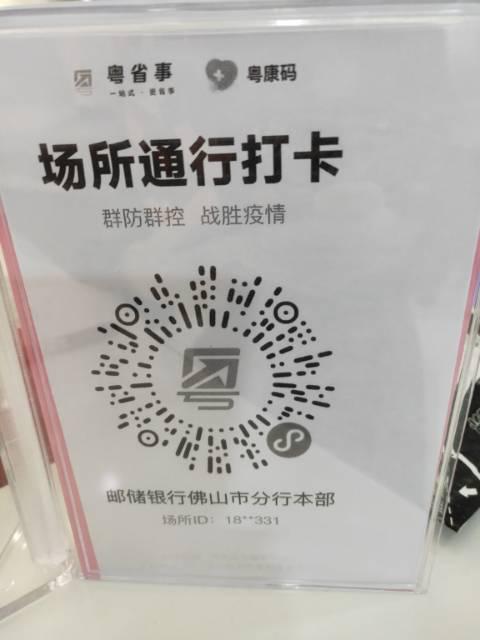 粤省事
一站式·更省事
粤康码
场所通行打卡
群防群控 战胜疫情
邮储银行佛山市分行本部
场所ID：18**331